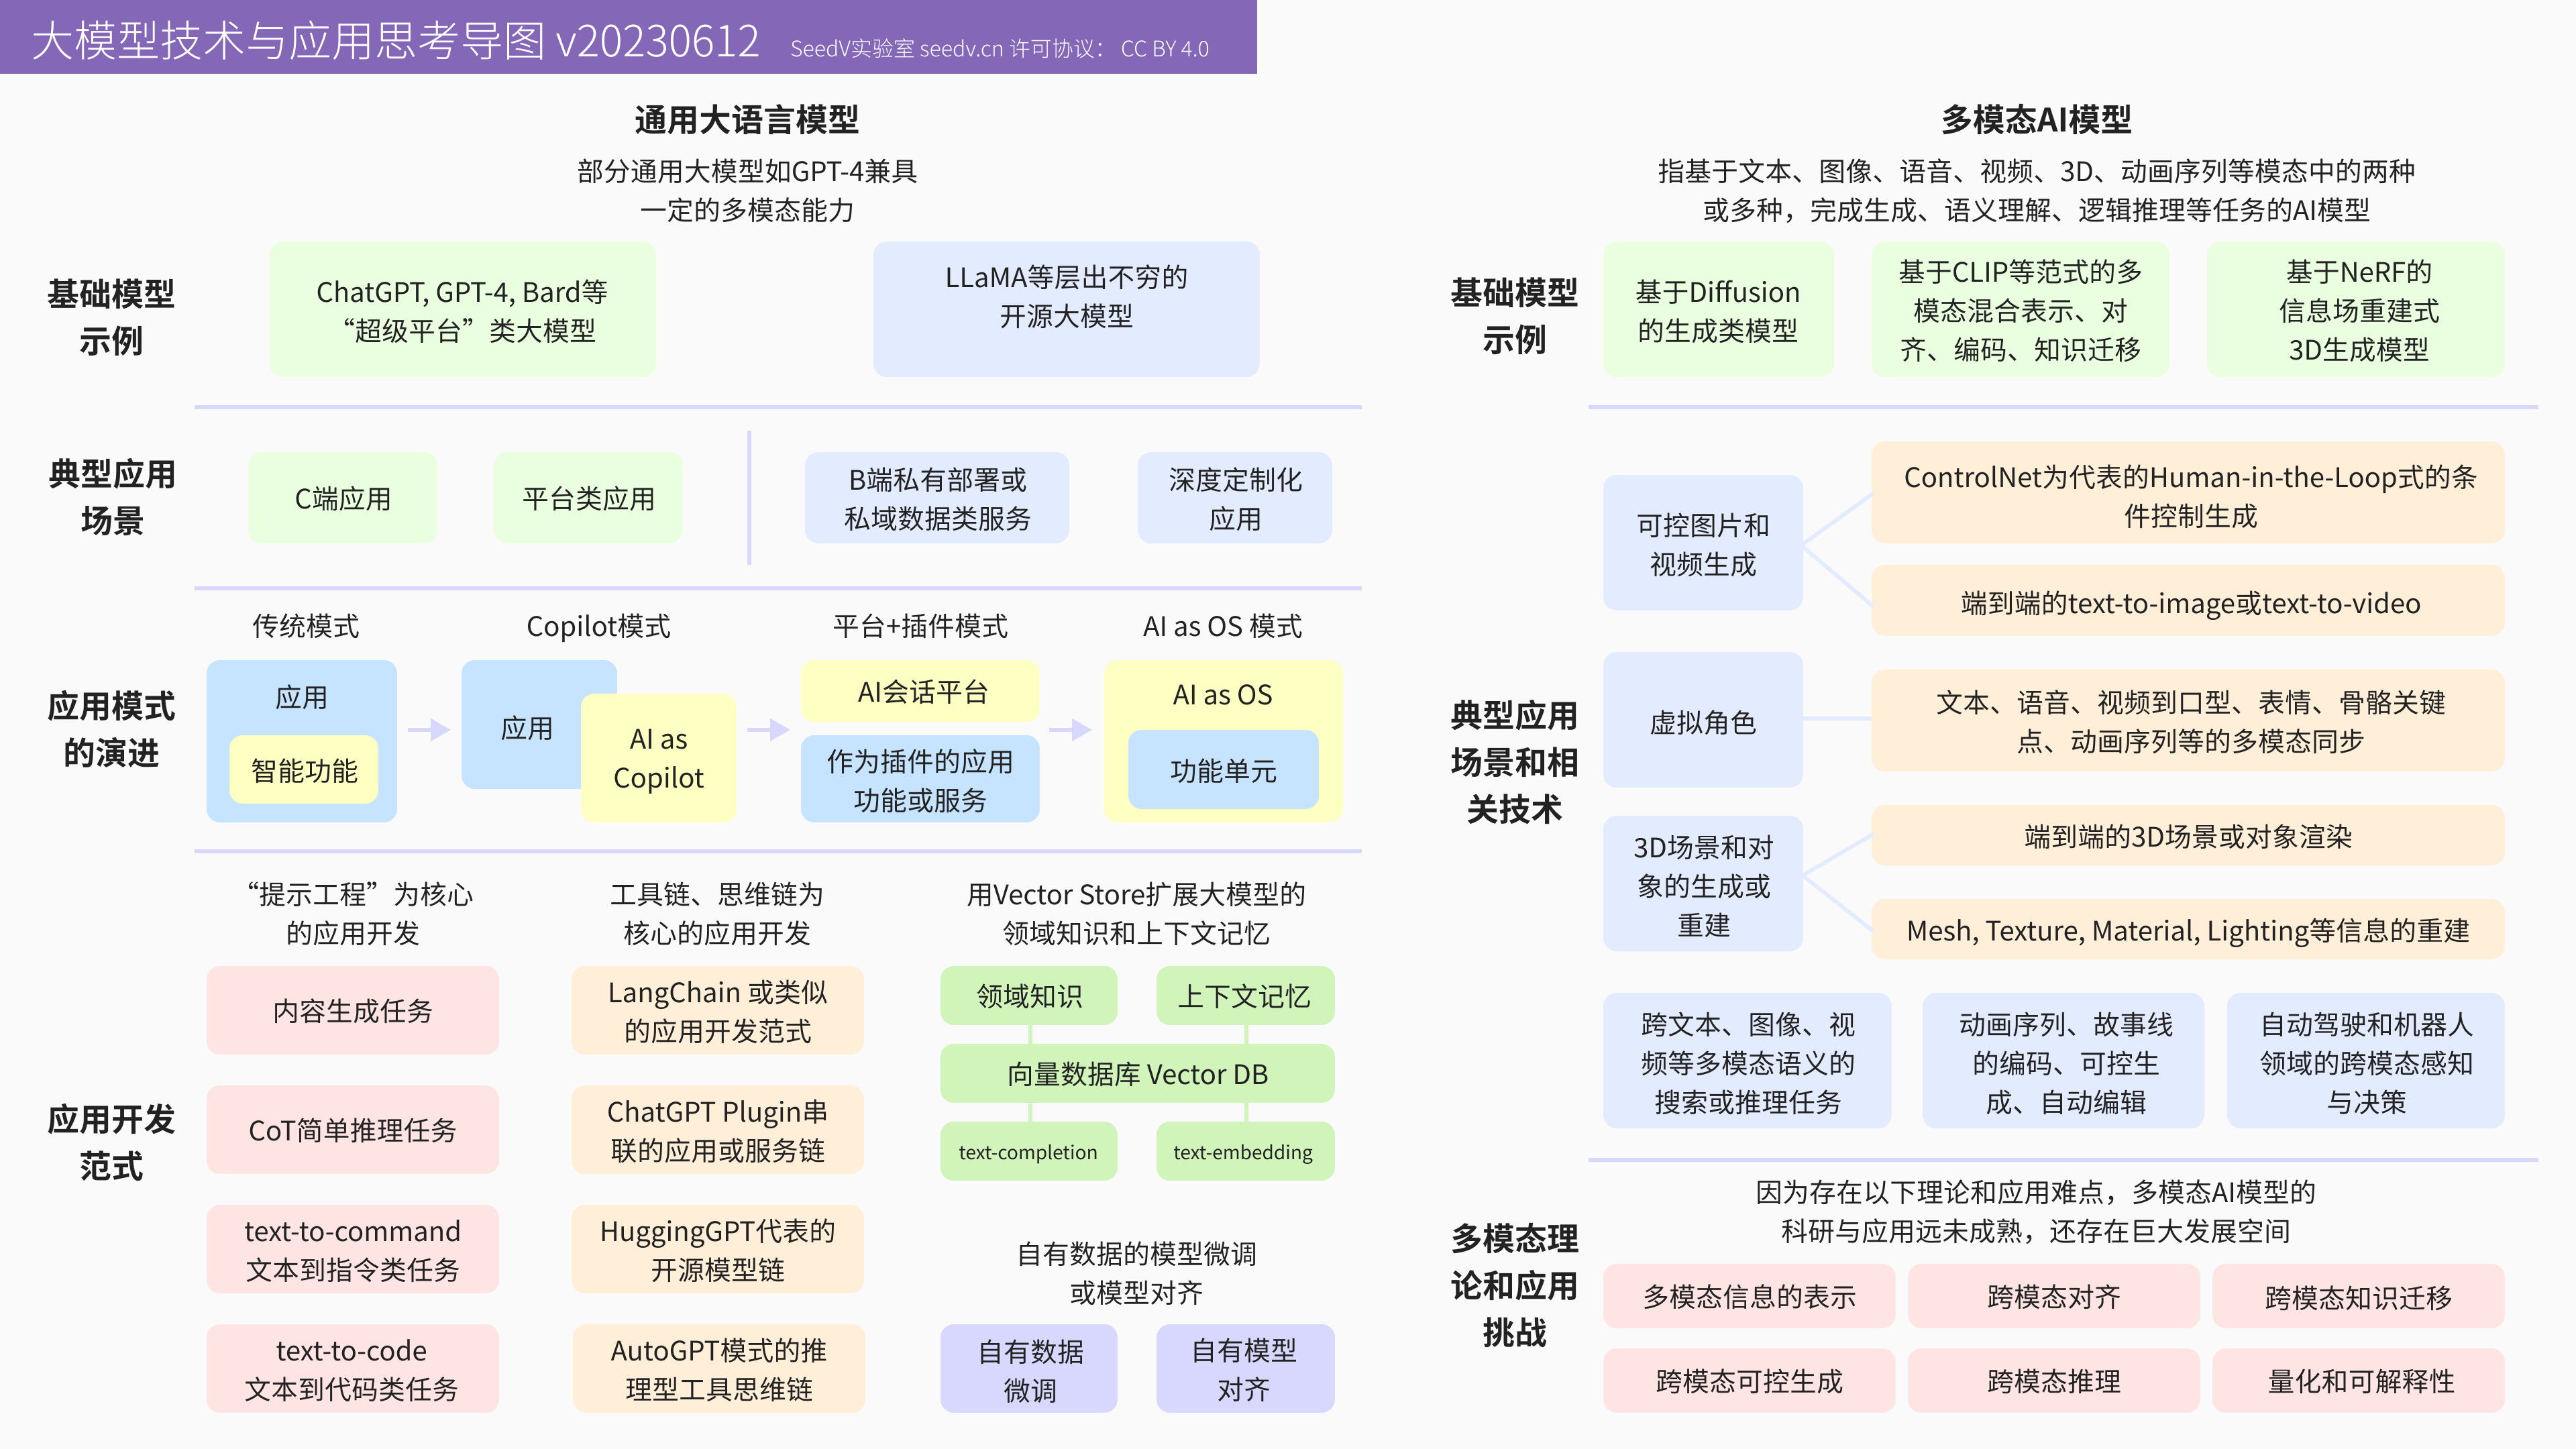 大模型技术与应用思考导图 v20230612 SeedV实验室 seedv.cn 许可协议： CC BY 4.0
通用大语言模型
部分通用大模型如GPT-4兼具
一定的多模态能力
基础模型
示例
ChatGPT, GPT-4, Bard等
“超级平台”类大模型
LLaMA等层出不穷的
开源大模型
典型应用
场景
C端应用
平台类应用
B端私有部署或
私域数据类服务
深度定制化
应用
应用模式
的演进
传统模式
应用
智能功能
Copilot模式
应用
AI as
Copilot
平台+插件模式
AI会话平台
作为插件的应用
功能或服务
AI as OS 模式
AI as OS
功能单元
应用开发
范式
“提示工程”为核心
的应用开发
内容生成任务
CoT简单推理任务
text-to-command
文本到指令类任务
text-to-code
文本到代码类任务
工具链、思维链为
核心的应用开发
LangChain 或类似
的应用开发范式
ChatGPT Plugin串
联的应用或服务链
HuggingGPT代表的
开源模型链
AutoGPT模式的推
理型工具思维链
用Vector Store扩展大模型的
领域知识和上下文记忆
领域知识
上下文记忆
向量数据库 Vector DB
text-completion
text-embedding
自有数据的模型微调
或模型对齐
自有数据
微调
自有模型
对齐
多模态AI模型
指基于文本、图像、语音、视频、3D、动画序列等模态中的两种
或多种，完成生成、语义理解、逻辑推理等任务的AI模型
基础模型
示例
基于Diffusion
的生成类模型
基于CLIP等范式的多
模态混合表示、对
齐、编码、知识迁移
基于NeRF的
信息场重建式
3D生成模型
典型应用
场景和相
关技术
可控图片和
视频生成
ControlNet为代表的Human-in-the-Loop式的条
件控制生成
端到端的text-to-image或text-to-video
虚拟角色
文本、语音、视频到口型、表情、骨骼关键
点、动画序列等的多模态同步
3D场景和对
象的生成或
重建
端到端的3D场景或对象渲染
Mesh, Texture, Material, Lighting等信息的重建
跨文本、图像、视
频等多模态语义的
搜索或推理任务
动画序列、故事线
的编码、可控生
成、自动编辑
自动驾驶和机器人
领域的跨模态感知
与决策
多模态理
论和应用
挑战
因为存在以下理论和应用难点，多模态AI模型的
科研与应用远未成熟，还存在巨大发展空间
多模态信息的表示
跨模态对齐
跨模态知识迁移
跨模态可控生成
跨模态推理
量化和可解释性